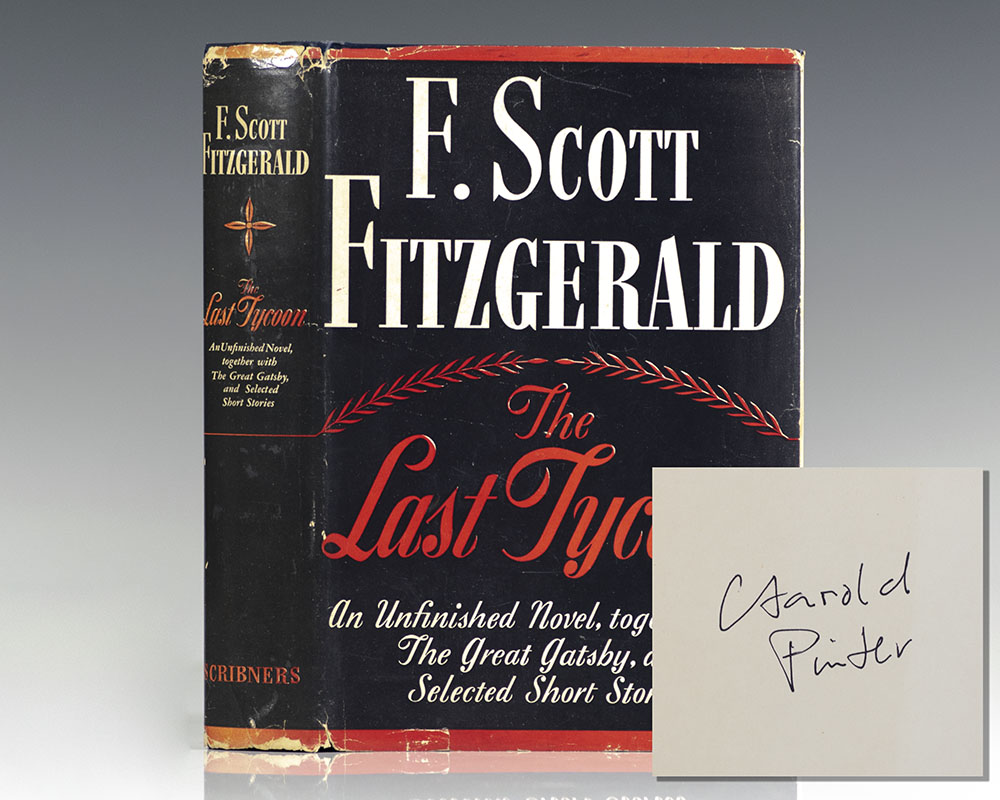 F. SCOTT
FITZGERALD
The
Last Tycoon
An Unfinished Novel,
together with
The Great Gatsby,
and Selected
Short Stories
SCRIBNERS
F. SCOTT
FITZGERALD
The
Last Tyco
An Unfinished Novel, toge
The Great Gatsby, a
Selected Short Stor
Harold
Pinter